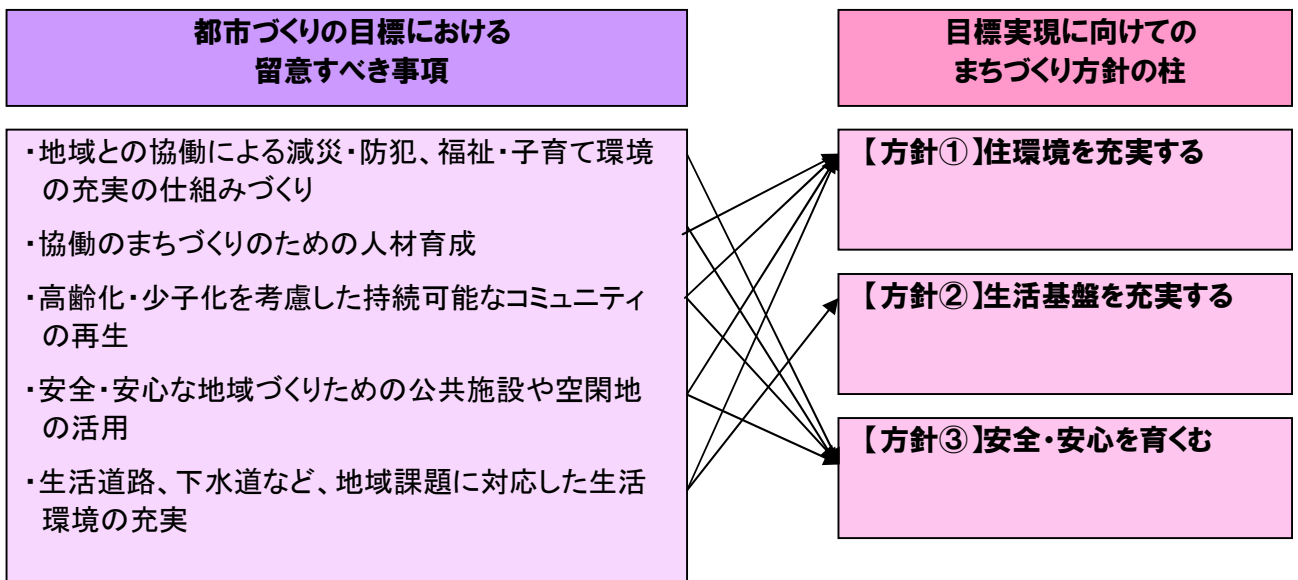 都市づくりの目標における
留意すべき事項
・地域との協働による減災・防犯、福祉・子育て環境
の充実の仕組みづくり
・協働のまちづくりのための人材育成
・高齢化・少子化を考慮した持続可能なコミュニティ
の再生
・安全・安心な地域づくりための公共施設や空閑地
の活用
・生活道路、下水道など、地域課題に対応した生活
環境の充実
目標実現に向けての
まちづくり方針の柱
【方針①】住環境を充実する
【方針②】生活基盤を充実する
【方針③】安全・安心を育くむ